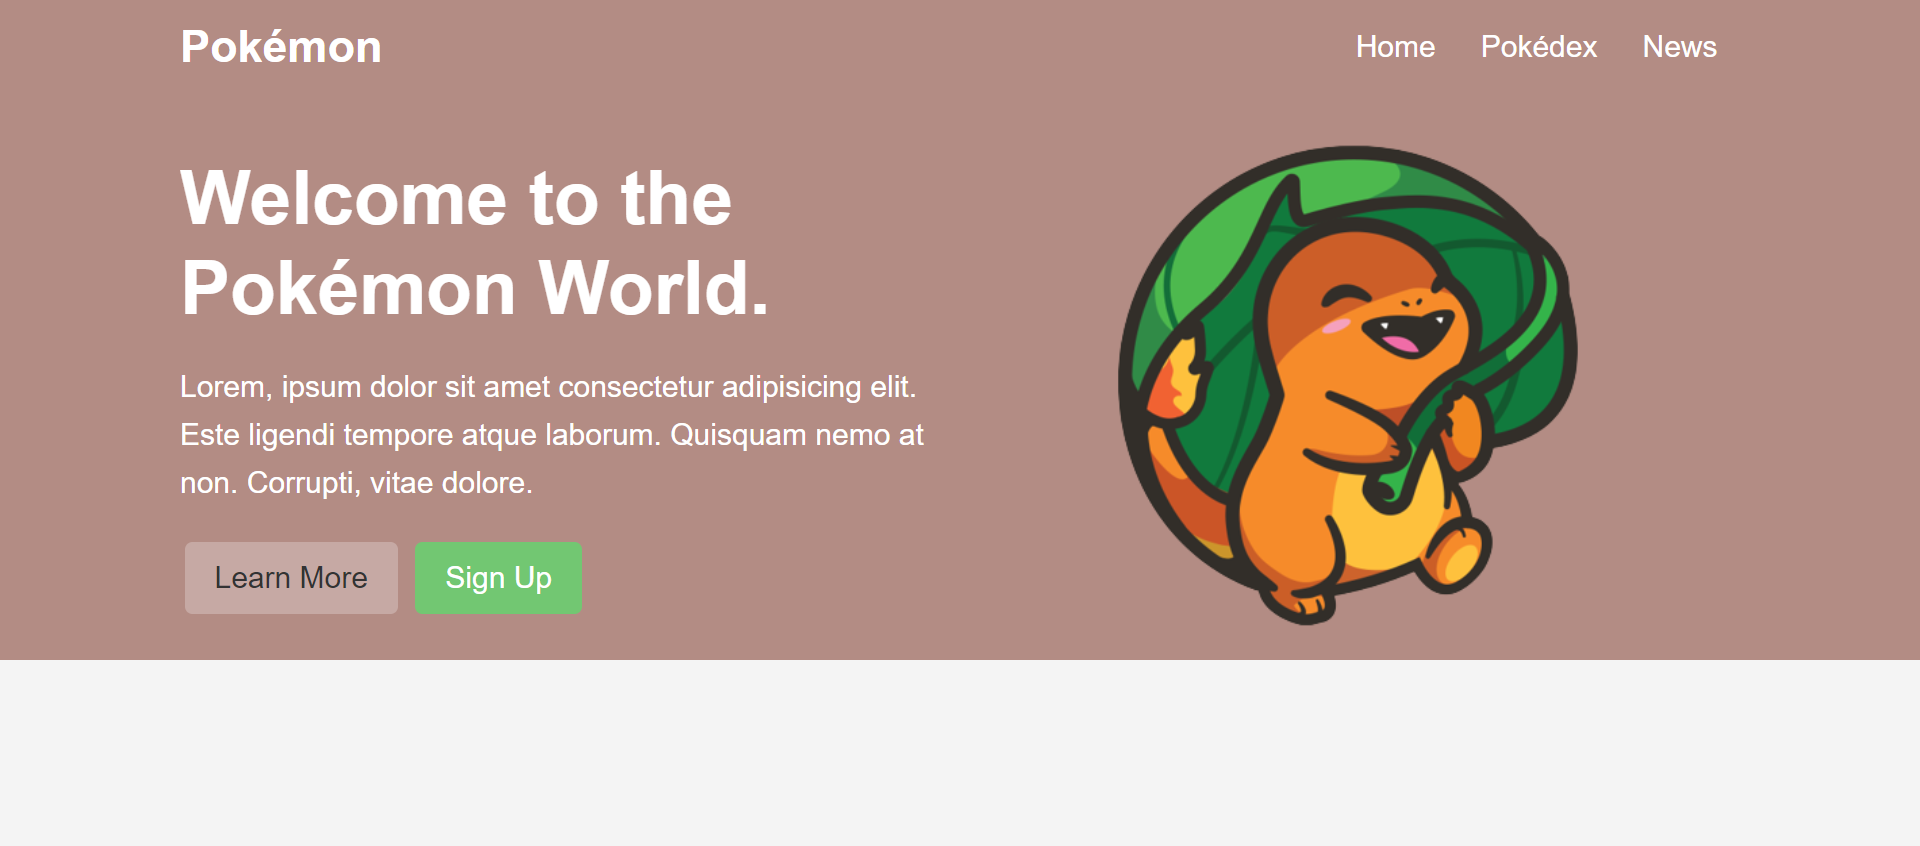 Pokémon
Home Pokédex News
Welcome to the
Pokémon World.
Lorem, ipsum dolor sit amet consectetur adipisicing elit.
Este ligendi tempore atque laborum. Quisquam nemo at
non. Corrupti, vitae dolore.
Learn More Sign Up